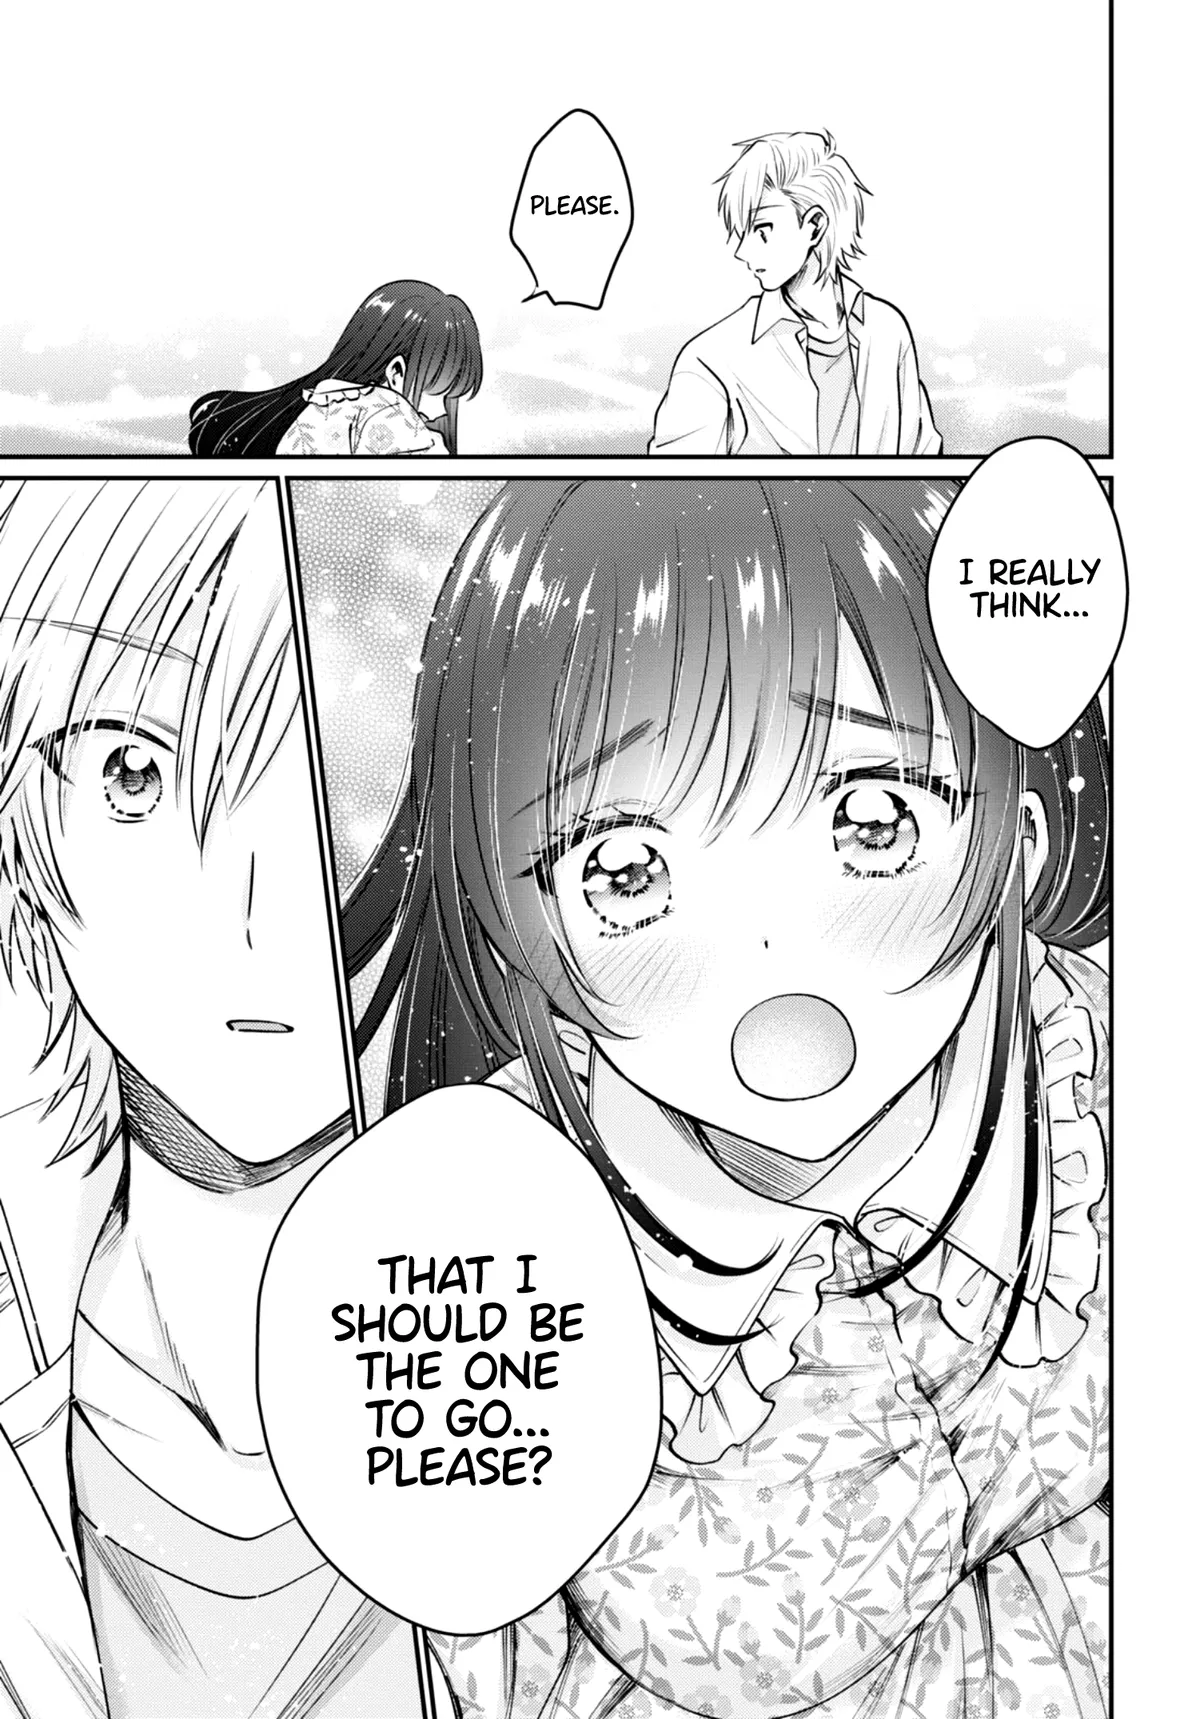 PLEASE.
I REALLY
THINK...
THAT I
SHOULD BE
THE ONE
TO GO...
PLEASE?